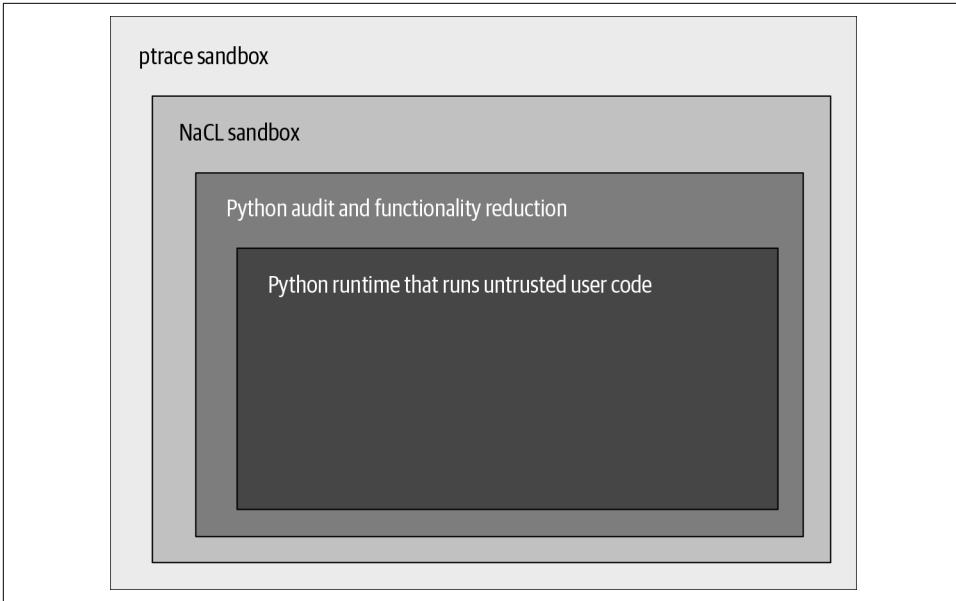 ptrace sandbox
NaCL sandbox
Python audit and functionality reduction
Python runtime that runs untrusted user code